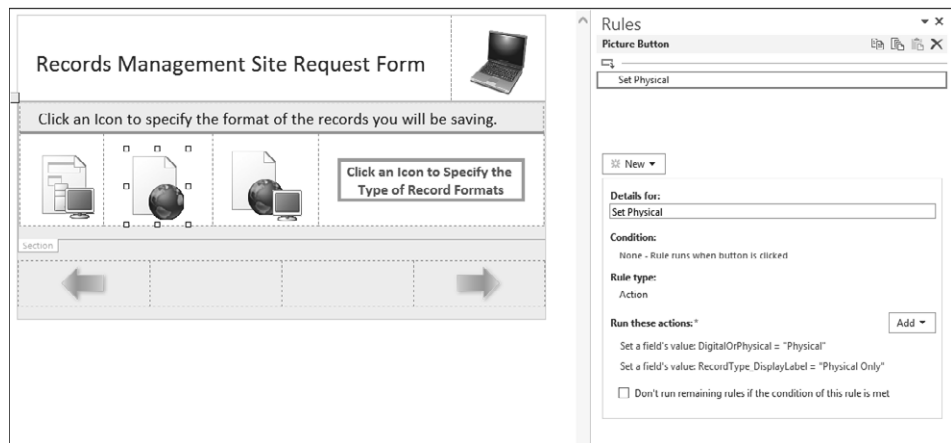 Records Management Site Request Form
Click an Icon to specify the format of the records you will be saving.
Click an Icon to Specify the
Type of Record Formats
Section
Rules
Picture Button
Set Physical
New
Details for:
Set Physical
Condition:
None - Rule runs when button is clicked
Rule type:
Action
Run these actions:*
Add
Set a field's value: DigitalOrPhysical = "Physical"
Set a field's value: RecordType_DisplayLabel = "Physical Only"
Don't run remaining rules if the condition of this rule is met